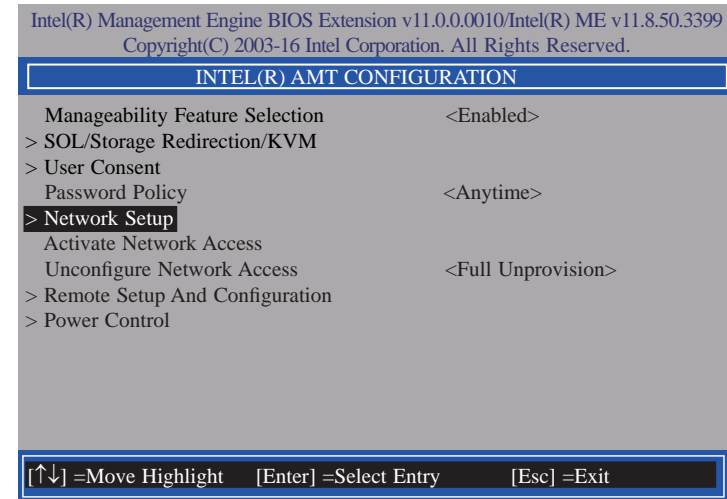 Intel(R) Management Engine BIOS Extension v11.0.0.0010/Intel(R) ME v11.8.50.3399
Copyright(C) 2003-16 Intel Corporation. All Rights Reserved.
INTEL(R) AMT CONFIGURATION
Manageability Feature Selection <Enabled>
> SOL/Storage Redirection/KVM
> User Consent
Password Policy <Anytime>
> Network Setup
Activate Network Access
Unconfigure Network Access <Full Unprovision>
> Remote Setup And Configuration
> Power Control
[↑↓] =Move Highlight [Enter] =Select Entry [Esc] =Exit